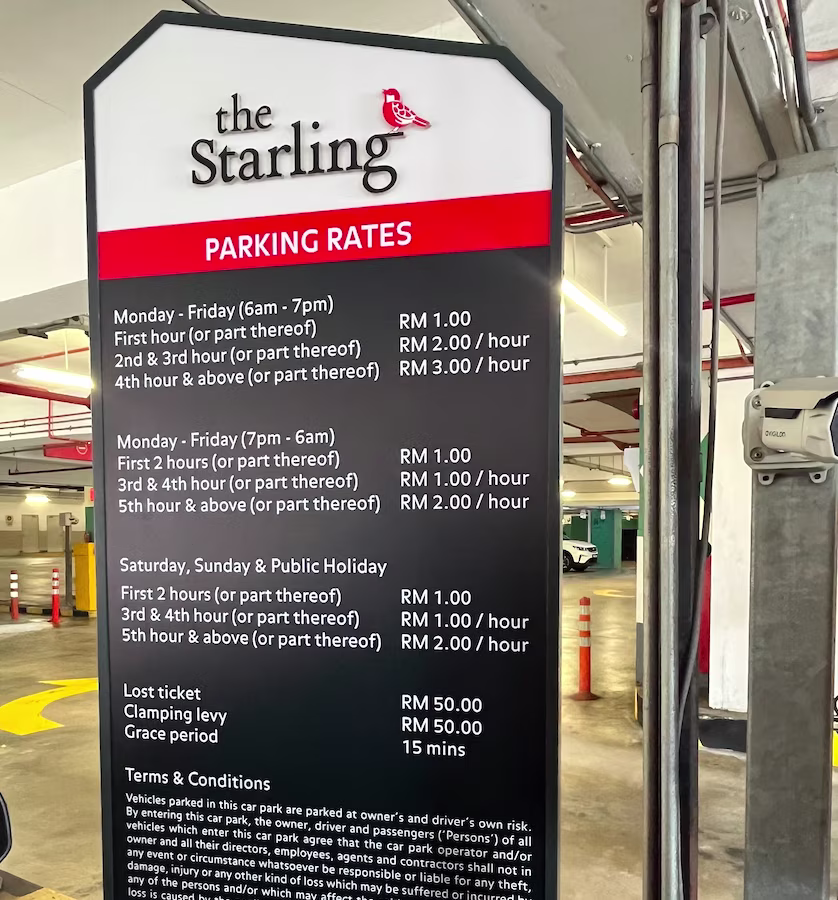 the
Starling
PARKING RATES
Monday - Friday (6am - 7pm)
First hour (or part thereof) RM 1.00
2nd & 3rd hour (or part thereof) RM 2.00 / hour
4th hour & above (or part thereof) RM 3.00 / hour
Monday - Friday (7pm - 6am)
First 2 hours (or part thereof) RM 1.00
3rd & 4th hour (or part thereof) RM 1.00 / hour
5th hour & above (or part thereof) RM 2.00 / hour
Saturday, Sunday & Public Holiday
First 2 hours (or part thereof) RM 1.00
3rd & 4th hour (or part thereof) RM 1.00 / hour
5th hour & above (or part thereof) RM 2.00 / hour
Lost ticket RM 50.00
Clamping levy RM 50.00
Grace period 15 mins
Terms & Conditions
Vehicles parked in this car park are parked at owner's and driver's own risk.
By entering this car park, the owner, driver and passengers ('Persons') of all
vehicles which enter this car park agree that the car park operator and/or
owner and all their directors, employees, agents and contractors shall not in
any event or circumstance whatsoever be responsible or liable for any theft,
damage, injury or any other kind of loss which may be suffered or incurred by
any of the persons and/or which may affect the
loss is caused by the
AVIGILON